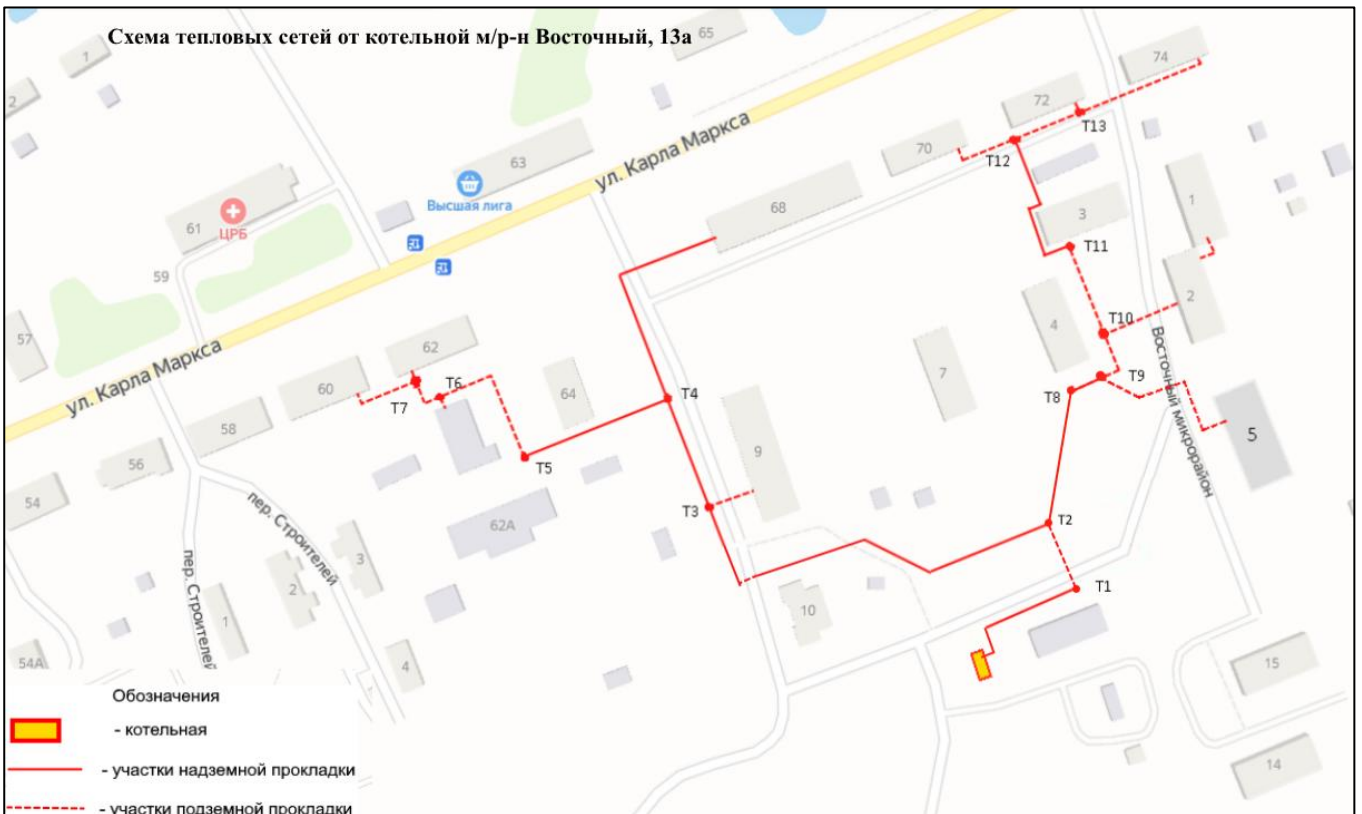 Схема тепловых сетей от котельной м/р-н Восточный, 13а
65
1
2
74
72
T13
63
ул. Карла Маркса
70
T12
Высшая лига
61
ЦРБ
68
3
1
59
T11
57
2
4
T10
62
ул. Карла Маркса
60
T6
T7
64
T4
7
T8
T9
Восточный микрорайон
58
5
56
T5
9
54
T3
62А
T2
пер. Строителей
3
пер. Строителей
2
1
10
T1
54А
4
15
14
Обозначения
- котельная
- участки надземной прокладки
- участки подземной прокладки